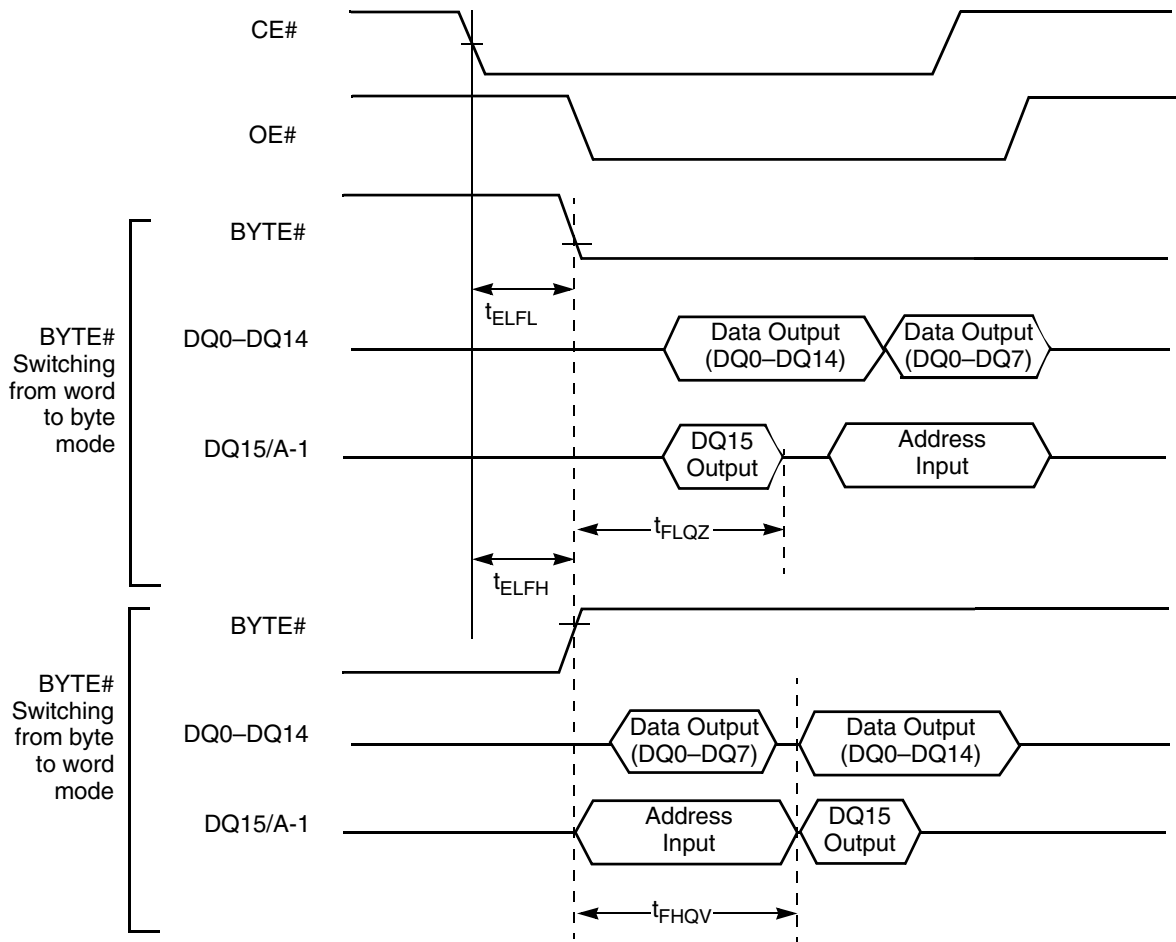 CE#
OE#
BYTE#
Switching
from word
to byte
mode
BYTE#
tELFL
DQ0–DQ14
Data Output
(DQ0–DQ14)
Data Output
(DQ0–DQ7)
DQ15/A-1
DQ15
Output
Address
Input
tFLQZ
tELFH
BYTE#
Switching
from byte
to word
mode
BYTE#
DQ0–DQ14
Data Output
(DQ0–DQ7)
Data Output
(DQ0–DQ14)
DQ15/A-1
Address
Input
DQ15
Output
tFHQV